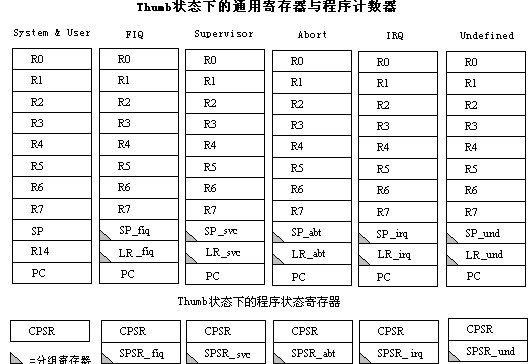 Thumb状态下的通用寄存器与程序计数器
System & User FIQ Supervisor Abort IRQ Undefined
R0 R0 R0 R0 R0 R0
R1 R1 R1 R1 R1 R1
R2 R2 R2 R2 R2 R2
R3 R3 R3 R3 R3 R3
R4 R4 R4 R4 R4 R4
R5 R5 R5 R5 R5 R5
R6 R6 R6 R6 R6 R6
R7 R7 R7 R7 R7 R7
SP SP_fiq SP_svc SP_abt SP_irq SP_und
R14 LR_fiq LR_svc LR_abt LR_irq LR_und
PC PC PC PC PC PC
Thumb状态下的程序状态寄存器
CPSR CPSR CPSR CPSR CPSR CPSR
=分组寄存器 SPSR_fiq SPSR_svc SPSR_abt SPSR_irq SPSR_und